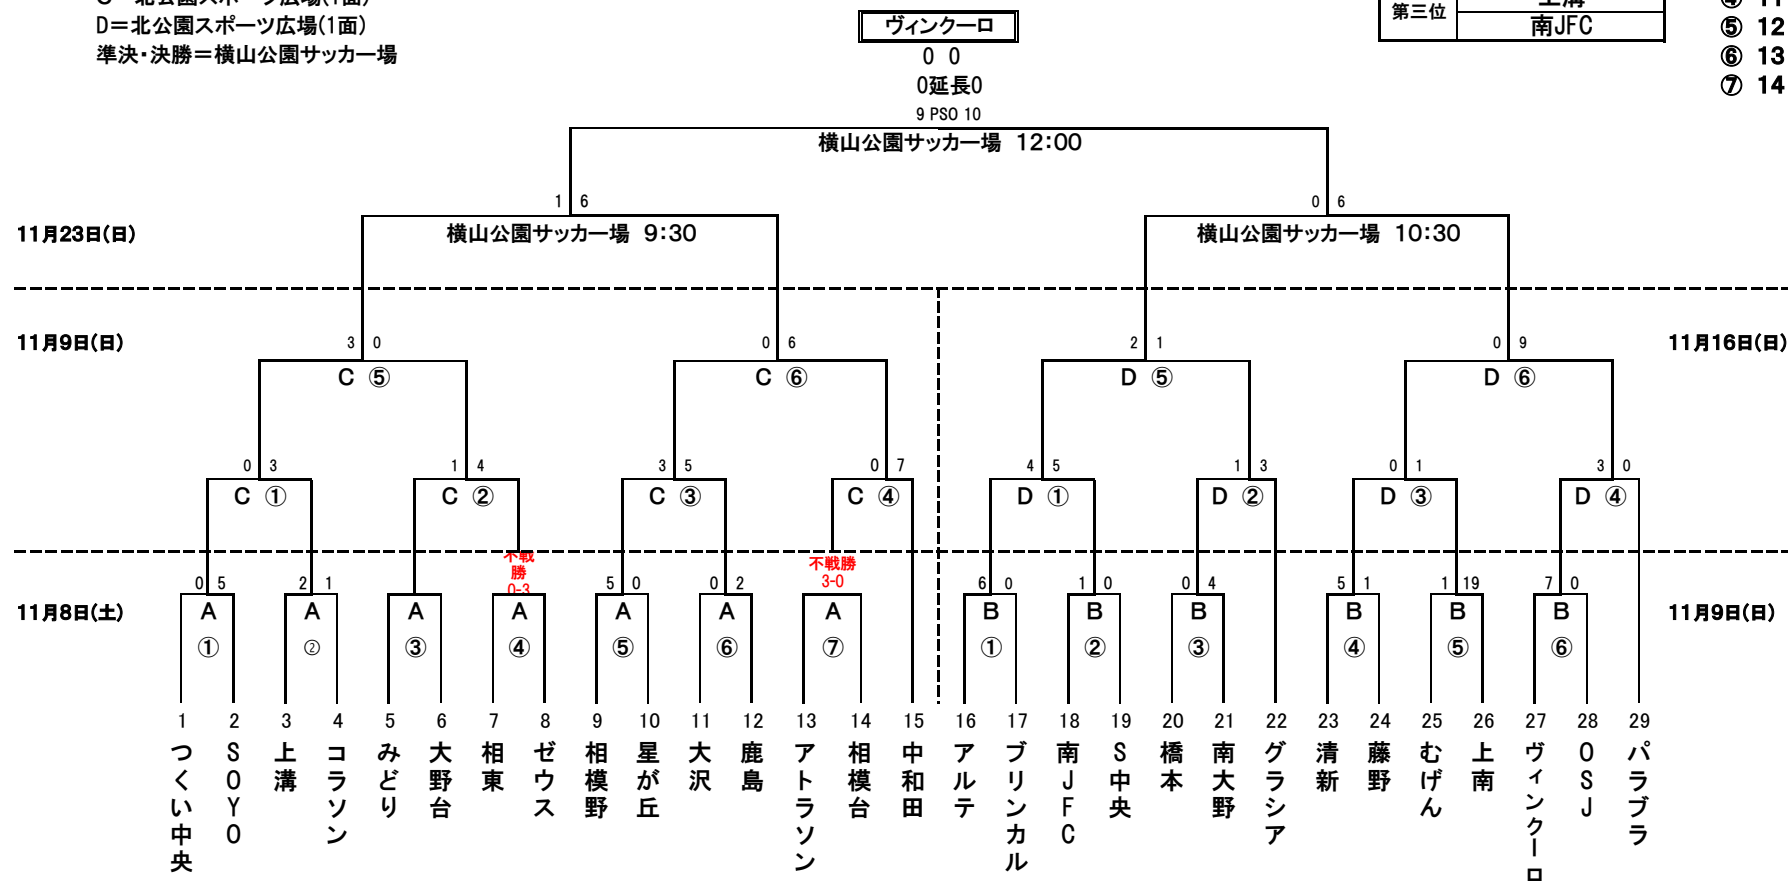 C＝北公園スポーツ広場(1面)
D＝北公園スポーツ広場(1面)
準決・決勝＝横山公園サッカー場
ヴィンクーロ
0 0
0延長0
9 PSO 10
第三位
上溝
南JFC
④ 11
⑤ 12
⑥ 13
⑦ 14
横山公園サッカー場 12:00
1 6
0 6
11月23日(日)
横山公園サッカー場 9:30
横山公園サッカー場 10:30
11月9日(日)
3 0
0 6
2 1
0 9
11月16日(日)
C ⑤
C ⑥
D ⑤
D ⑥
0 3
1 4
3 5
0 7
4 5
1 3
0 1
3 0
C ①
C ②
C ③
C ④
D ①
D ②
D ③
D ④
不戦勝
0-3
不戦勝
3-0
0 5
2 1
5 0
0 2
6 0
1 0
0 4
5 1
1 19
7 0
11月8日(土)
A A A A A A A B B B B B B
11月9日(日)
① ② ③ ④ ⑤ ⑥ ⑦ ① ② ③ ④ ⑤ ⑥
1 2 3 4 5 6 7 8 9 10 11 12 13 14 15 16 17 18 19 20 21 22 23 24 25 26 27 28 29
つくい中央
SOYO
上溝
コラソン
みどり
大野台
相東
ゼウス
相模野
星が丘
大沢
鹿島
アトラソン
相模台
中和田
アルテ
ブリンカル
南JFC
S中央
橋本
南大野
グラシア
清新
藤野
むげん
上南
ヴィンクーロ
OSJ
パラブラ